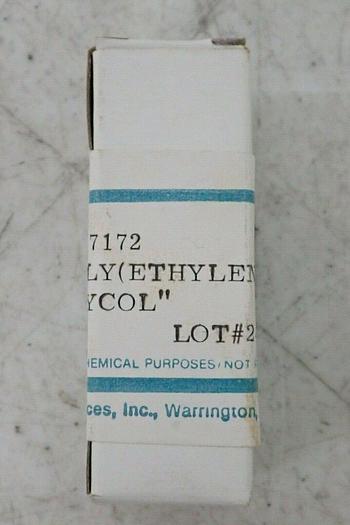 7172
LY(ETHYLEN
YCOL"
LOT#2
HEMICAL PURPOSES/NOT
ces, Inc., Warrington,